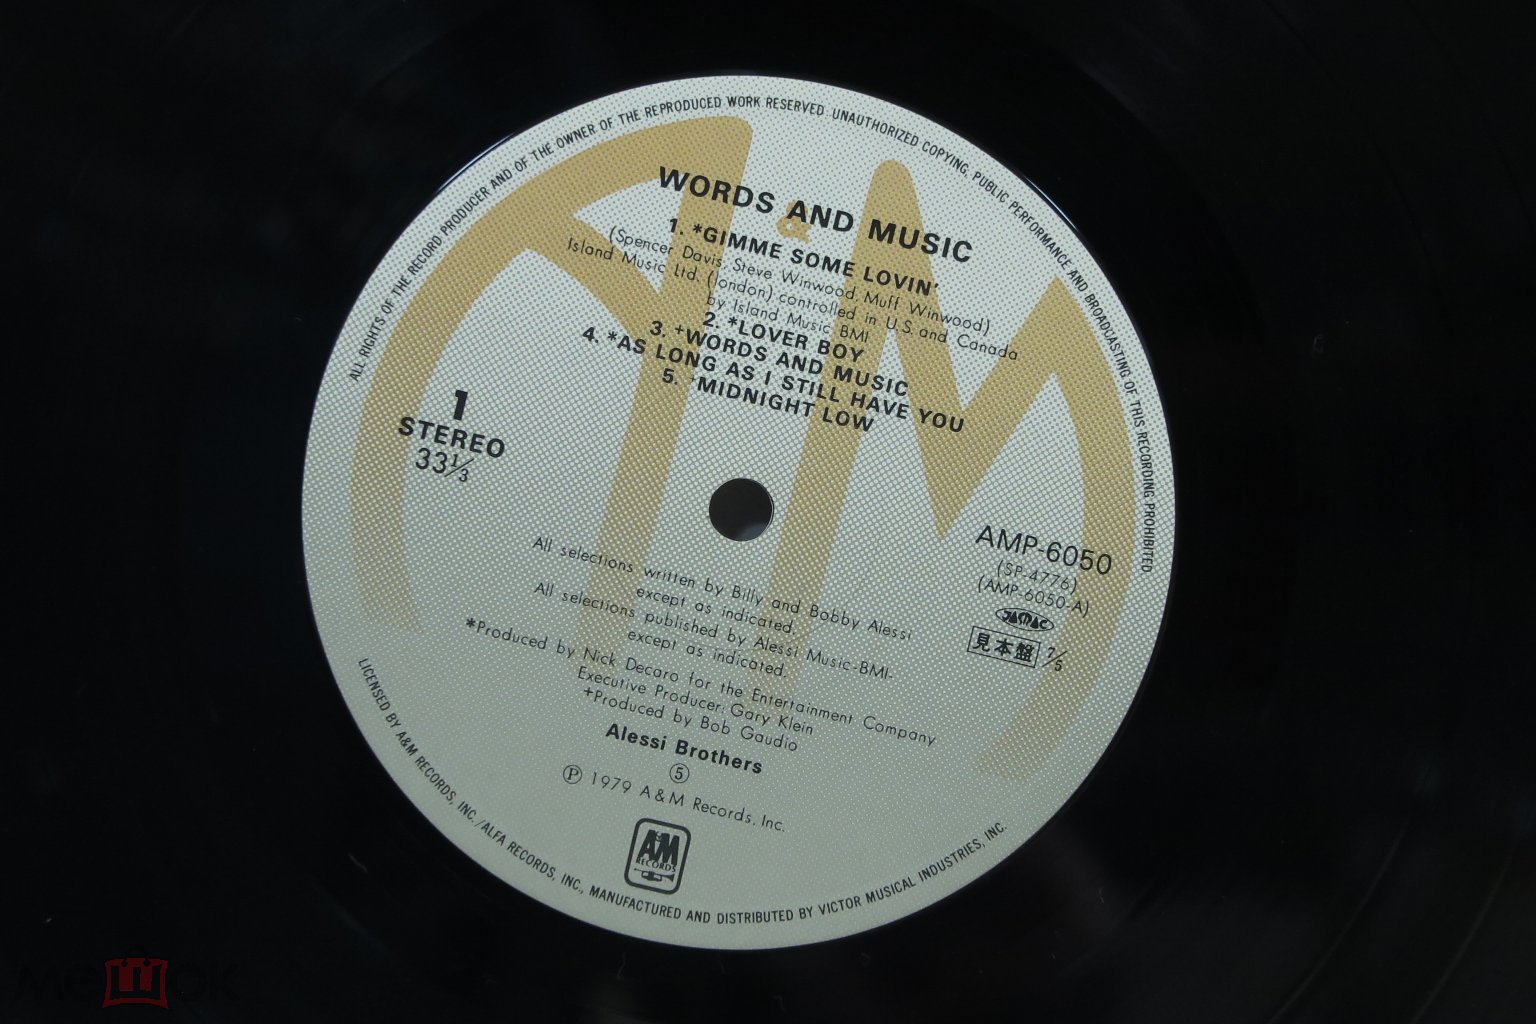 ALL RIGHTS OF THE RECORD PRODUCER AND OF THE OWNER OF THE REPRODUCED WORK RESERVED. UNAUTHORIZED COPYING, PUBLIC PERFORMANCE AND BROADCASTING OF THIS RECORDING PROHIBITED
A&M
WORDS AND MUSIC
1. *GIMME SOME LOVIN'
(Spencer Davis, Steve Winwood, Muff Winwood)
Island Music Ltd. (london) controlled in U.S. and Canada
by Island Music BMI
2. *LOVER BOY
3. +WORDS AND MUSIC
4. *AS LONG AS I STILL HAVE YOU
5. +MIDNIGHT LOW
1
STEREO
33 1/3
AMP-6050
(SP-4776)
(AMP-6050-A)
JASRAC
見本盤 7/5
All selections written by Billy and Bobby Alessi
except as indicated.
All selections published by Alessi Music-BMI-
except as indicated.
*Produced by Nick Decaro for the Entertainment Company
Executive Producer: Gary Klein
+Produced by Bob Gaudio
Alessi Brothers
⑤
Ⓟ 1979 A&M Records, Inc.
A&M
RECORDS
LICENSED BY A&M RECORDS, INC./ALFA RECORDS, INC., MANUFACTURED AND DISTRIBUTED BY VICTOR MUSICAL INDUSTRIES, INC.
мешок